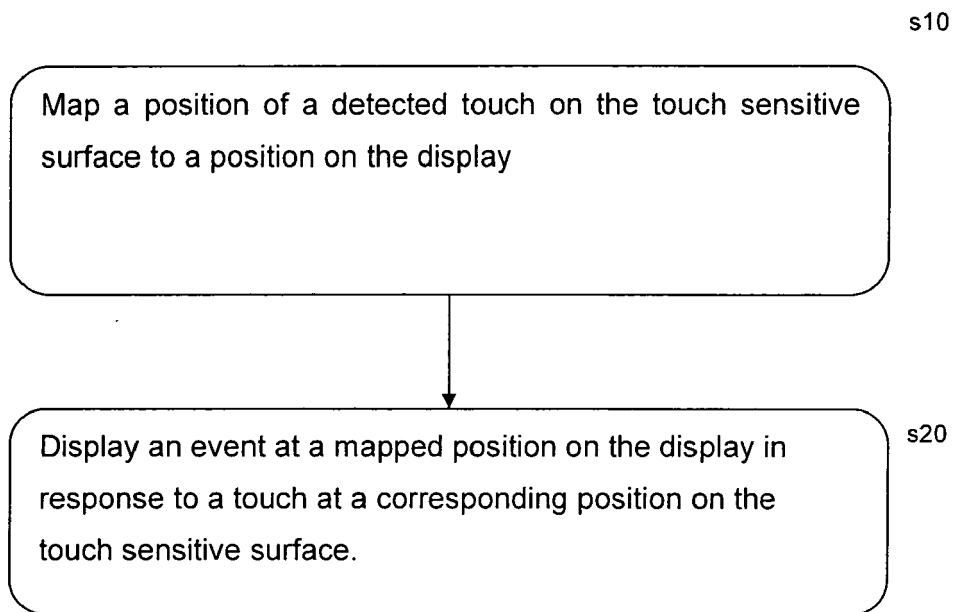 s10
Map a position of a detected touch on the touch sensitive
surface to a position on the display
Display an event at a mapped position on the display in
s20
response to a touch at a corresponding position on the
touch sensitive surface.